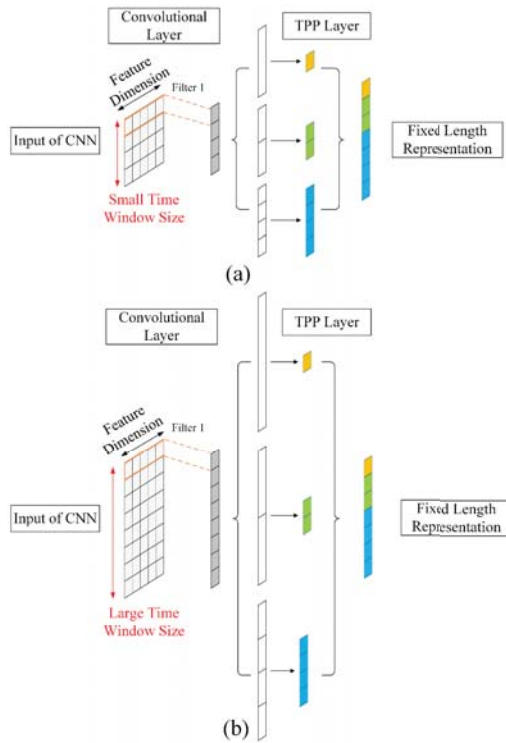 Convolutional
Layer
TPP Layer
Feature
Dimension
Filter 1
Input of CNN
Fixed Length
Representation
Small Time
Window Size
(a)
Convolutional
Layer
TPP Layer
Feature
Dimension
Filter 1
Input of CNN
Fixed Length
Representation
Large Time
Window Size
(b)